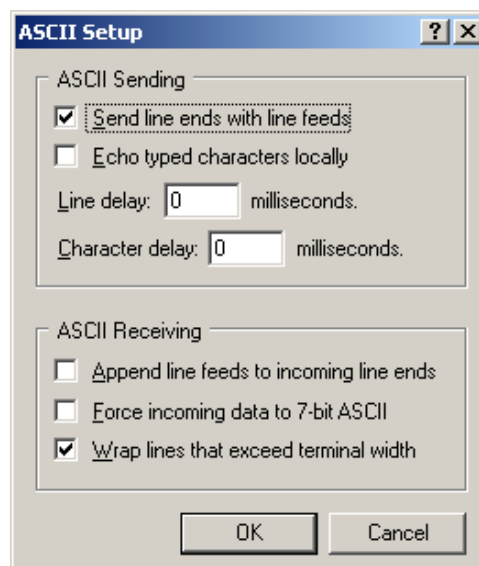 ASCII Setup
ASCII Sending
Send line ends with line feeds
Echo typed characters locally
Line delay: 0 milliseconds.
Character delay: 0 milliseconds.
ASCII Receiving
Append line feeds to incoming line ends
Force incoming data to 7-bit ASCII
Wrap lines that exceed terminal width
OK Cancel